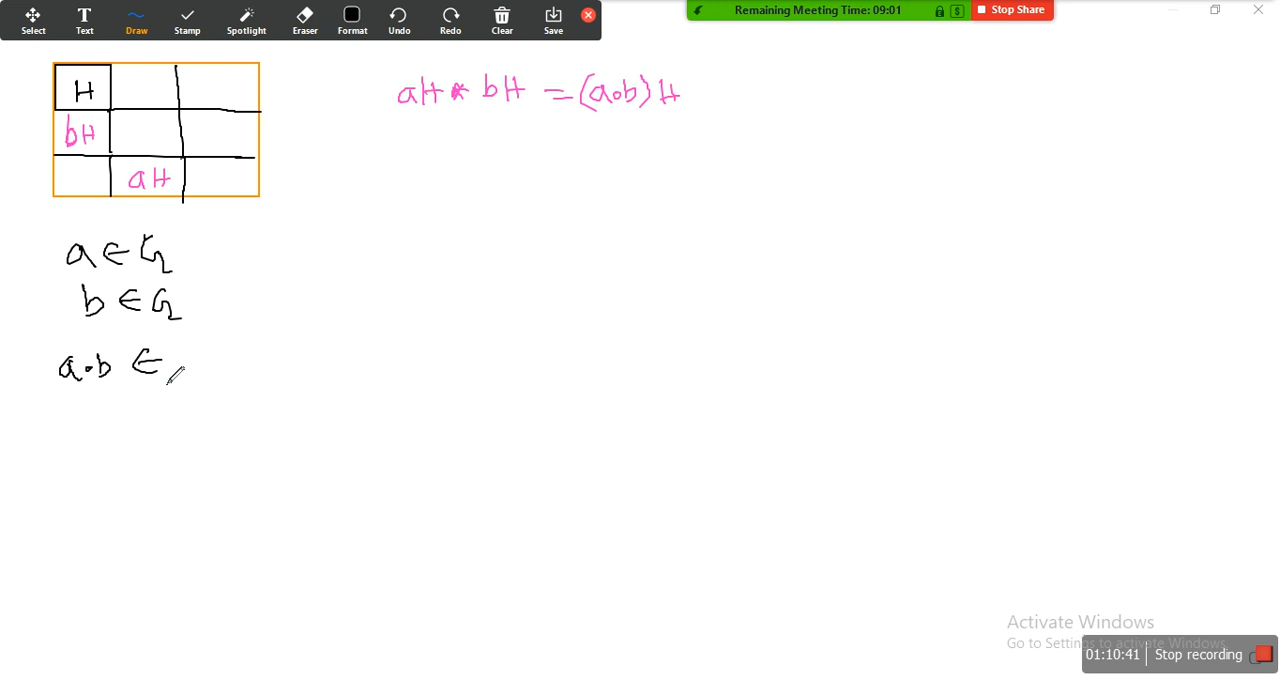 Select Text Draw Stamp Spotlight Eraser Format Undo Redo Clear Save
Remaining Meeting Time: 09:01 $ Stop Share
H
bH
aH
aH * bH = (a∘b)H
a ∈ G
b ∈ G
a∘b ∈
Activate Windows
Go to Settings to activate Windows.
01:10:41 Stop recording